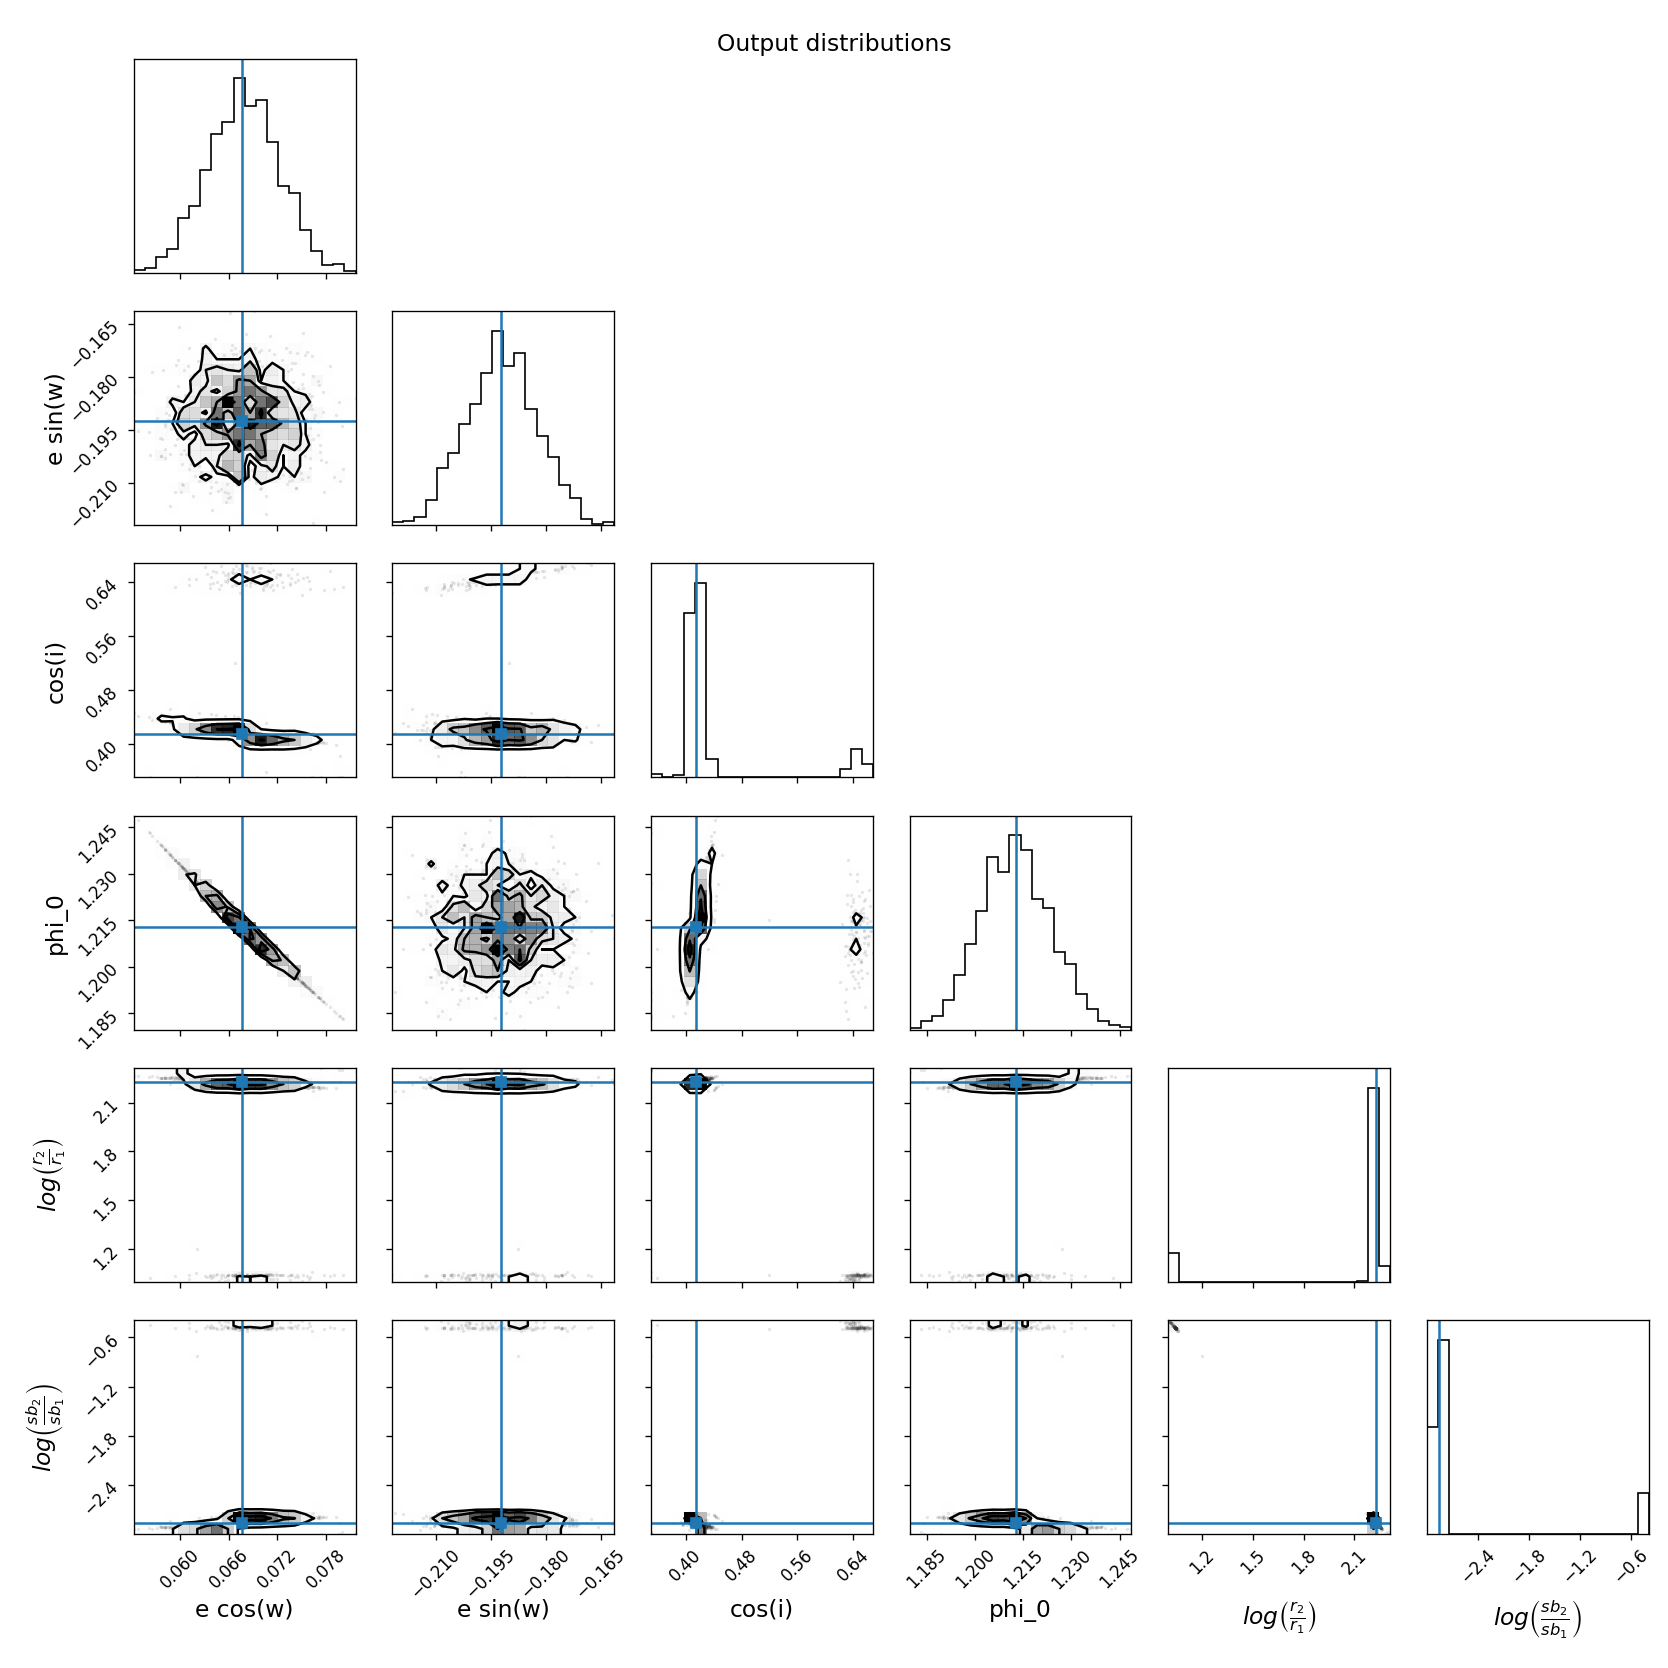 Output distributions
e sin(w)
−0.165
−0.180
−0.195
−0.210
cos(i)
0.64
0.56
0.48
0.40
phi_0
1.245
1.230
1.215
1.200
1.185
log(r₂/r₁)
2.1
1.8
1.5
1.2
log(sb₂/sb₁)
−0.6
−1.2
−1.8
−2.4
0.060 0.066 0.072 0.078
−0.210 −0.195 −0.180 −0.165
0.40 0.48 0.56 0.64
1.185 1.200 1.215 1.230 1.245
1.2 1.5 1.8 2.1
−2.4 −1.8 −1.2 −0.6
e cos(w) e sin(w) cos(i) phi_0 log(r₂/r₁) log(sb₂/sb₁)